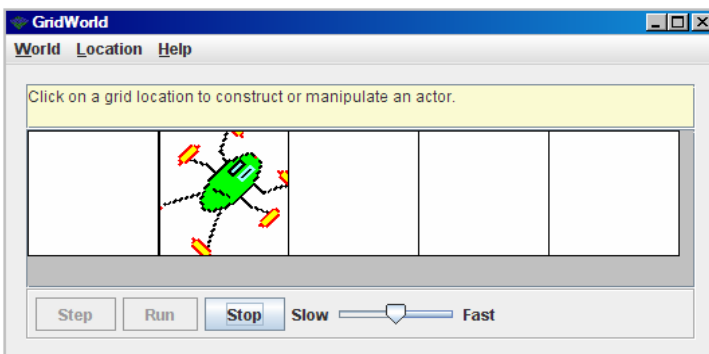 GridWorld
World Location Help
Click on a grid location to construct or manipulate an actor.
Step Run Stop Slow Fast